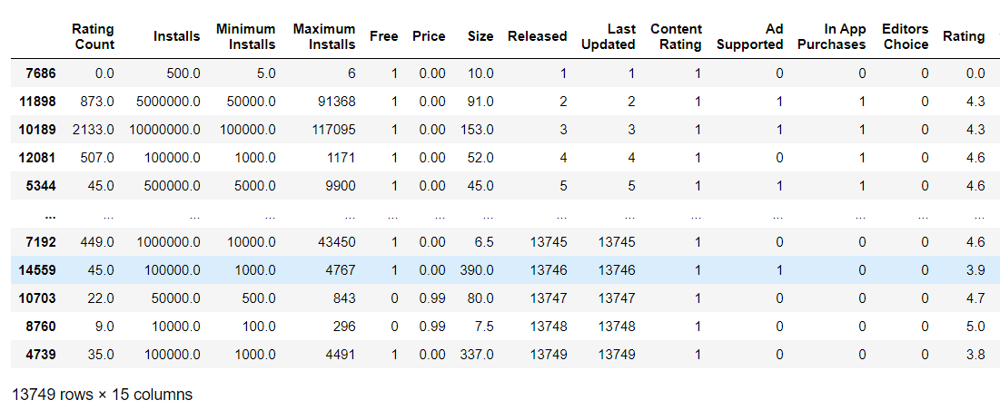 Rating Count Installs Minimum Installs Maximum Installs Free Price Size Released Last Updated Content Rating Ad Supported In App Purchases Editors Choice Rating
7686 0.0 500.0 5.0 6 1 0.00 10.0 1 1 1 0 0 0 0.0
11898 873.0 5000000.0 50000.0 91368 1 0.00 91.0 2 2 1 1 1 0 4.3
10189 2133.0 10000000.0 100000.0 117095 1 0.00 153.0 3 3 1 1 1 0 4.3
12081 507.0 100000.0 1000.0 1171 1 0.00 52.0 4 4 1 0 1 0 4.6
5344 45.0 500000.0 5000.0 9900 1 0.00 45.0 5 5 1 1 1 0 4.6
... ... ... ... ... ... ... ... ... ... ... ... ... ... ...
7192 449.0 1000000.0 10000.0 43450 1 0.00 6.5 13745 13745 1 0 0 0 4.6
14559 45.0 100000.0 1000.0 4767 1 0.00 390.0 13746 13746 1 1 0 0 3.9
10703 22.0 50000.0 500.0 843 0 0.99 80.0 13747 13747 1 0 0 0 4.7
8760 9.0 10000.0 100.0 296 0 0.99 7.5 13748 13748 1 0 0 0 5.0
4739 35.0 100000.0 1000.0 4491 1 0.00 337.0 13749 13749 1 0 0 0 3.8
13749 rows × 15 columns